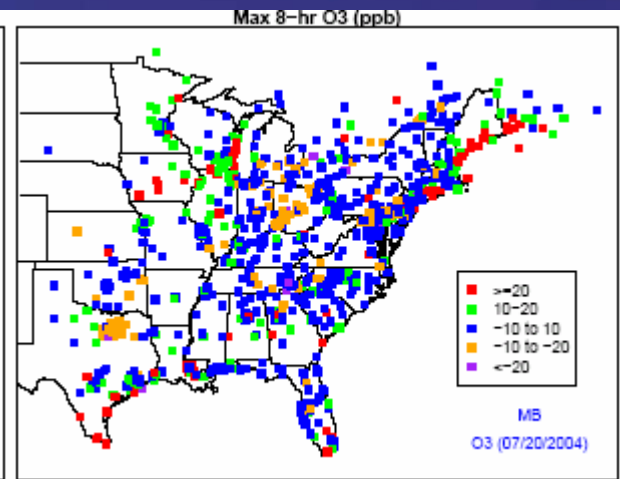 Max 8-hr O3 (ppb)
>=20
10-20
-10 to 10
-10 to -20
<-20
MB
O3 (07/20/2004)